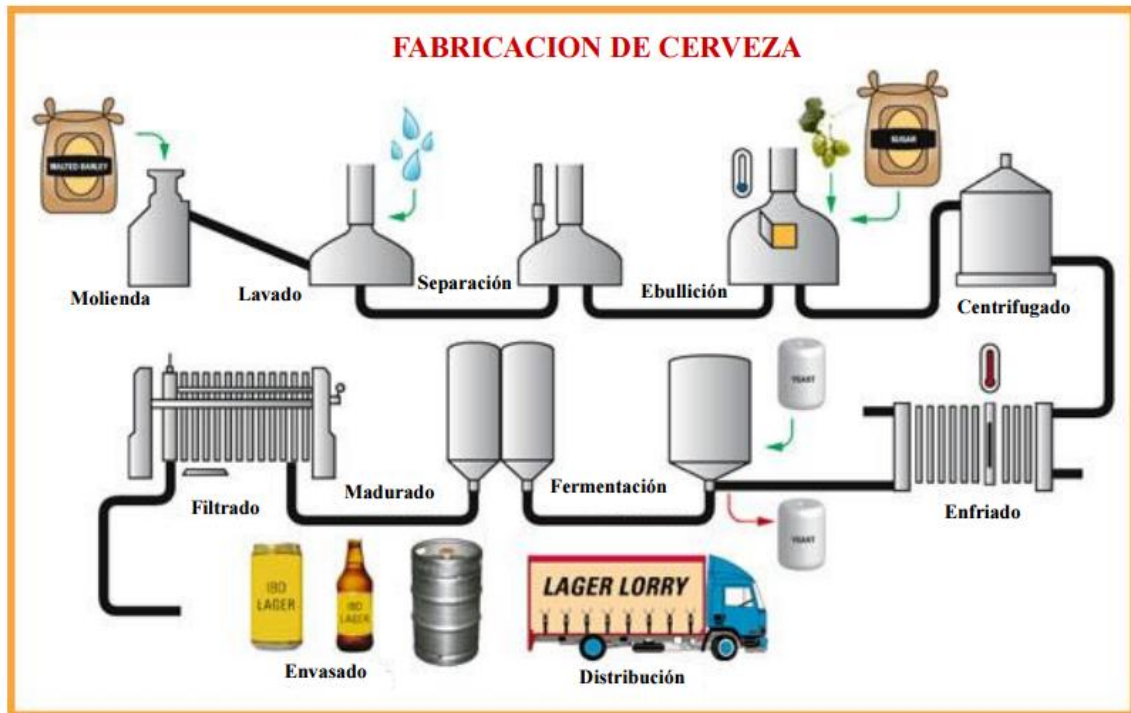 FABRICACION DE CERVEZA
MALTED BARLEY
SUGAR
Molienda
Lavado
Separación
Ebullición
Centrifugado
YEAST
Filtrado
Madurado
Fermentación
Enfriado
YEAST
IBD
LAGER
IBD
LAGER
LAGER LORRY
Envasado
Distribución